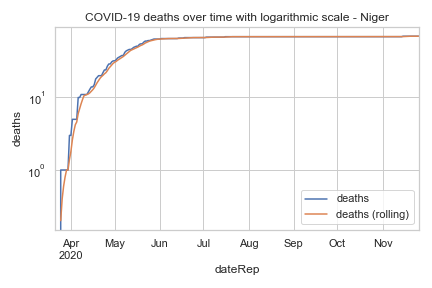 COVID-19 deaths over time with logarithmic scale - Niger
deaths
10¹
10⁰
deaths
deaths (rolling)
Apr May Jun Jul Aug Sep Oct Nov
2020
dateRep